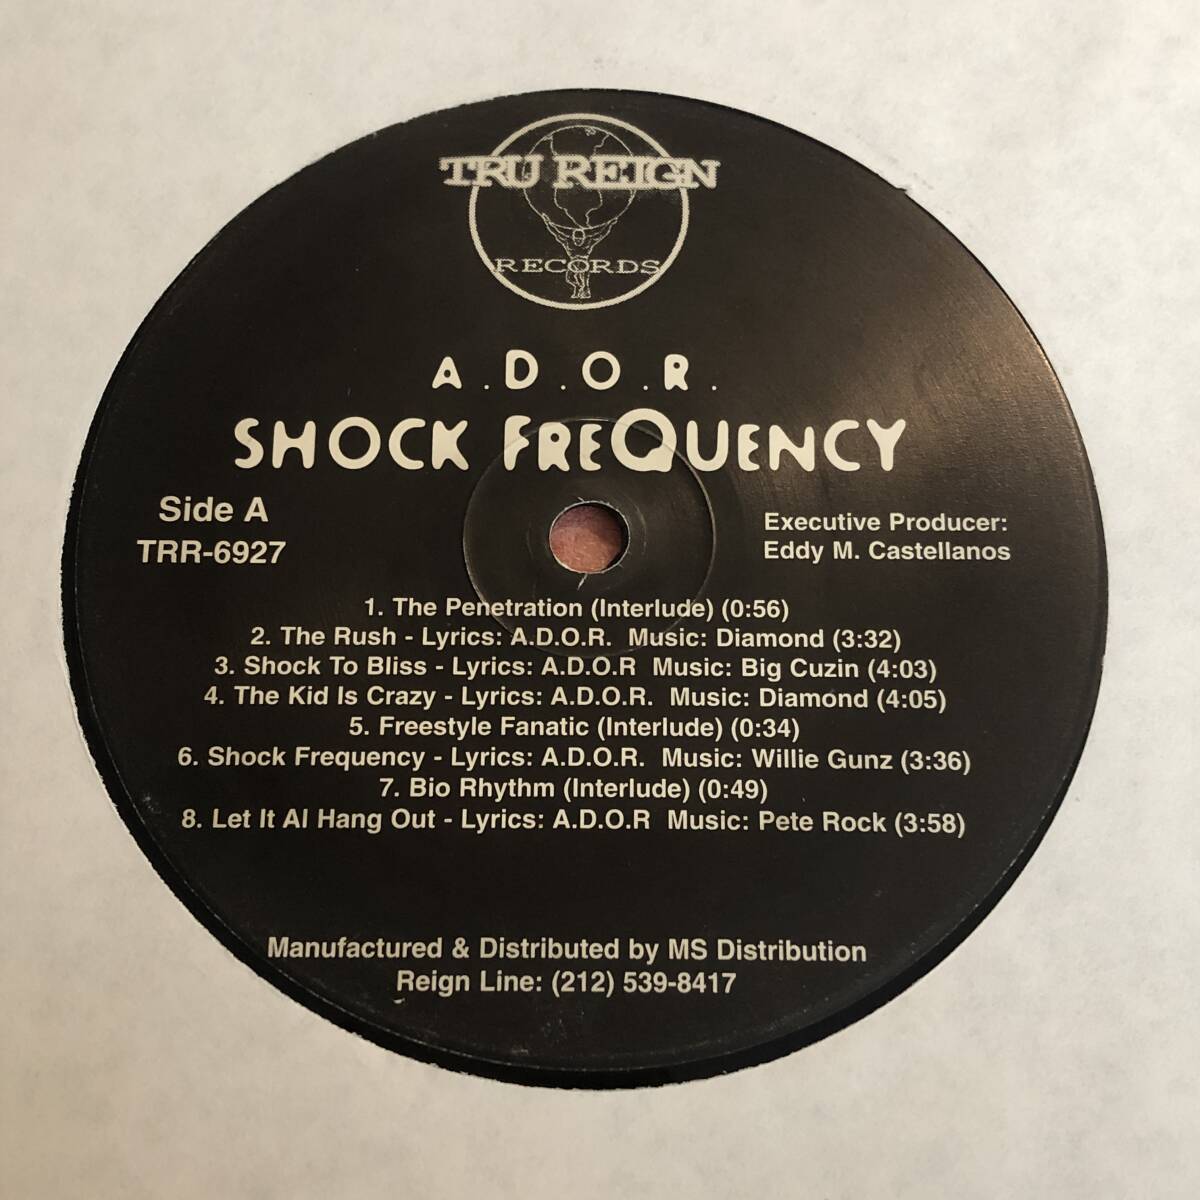 TRU REIGN
RECORDS
A.D.O.R.
SHOCK FREQUENCY
Side A
TRR-6927
Executive Producer:
Eddy M. Castellanos
1. The Penetration (Interlude) (0:56)
2. The Rush - Lyrics: A.D.O.R.  Music: Diamond (3:32)
3. Shock To Bliss - Lyrics: A.D.O.R  Music: Big Cuzin (4:03)
4. The Kid Is Crazy - Lyrics: A.D.O.R.  Music: Diamond (4:05)
5. Freestyle Fanatic (Interlude) (0:34)
6. Shock Frequency - Lyrics: A.D.O.R.  Music: Willie Gunz (3:36)
7. Bio Rhythm (Interlude) (0:49)
8. Let It Al Hang Out - Lyrics: A.D.O.R  Music: Pete Rock (3:58)
Manufactured & Distributed by MS Distribution
Reign Line: (212) 539-8417